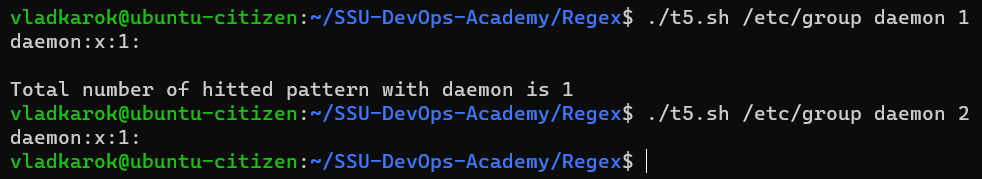 vladkarok@ubuntu-citizen:~/SSU-DevOps-Academy/Regex$ ./t5.sh /etc/group daemon 1
daemon:x:1:
Total number of hitted pattern with daemon is 1
vladkarok@ubuntu-citizen:~/SSU-DevOps-Academy/Regex$ ./t5.sh /etc/group daemon 2
daemon:x:1:
vladkarok@ubuntu-citizen:~/SSU-DevOps-Academy/Regex$